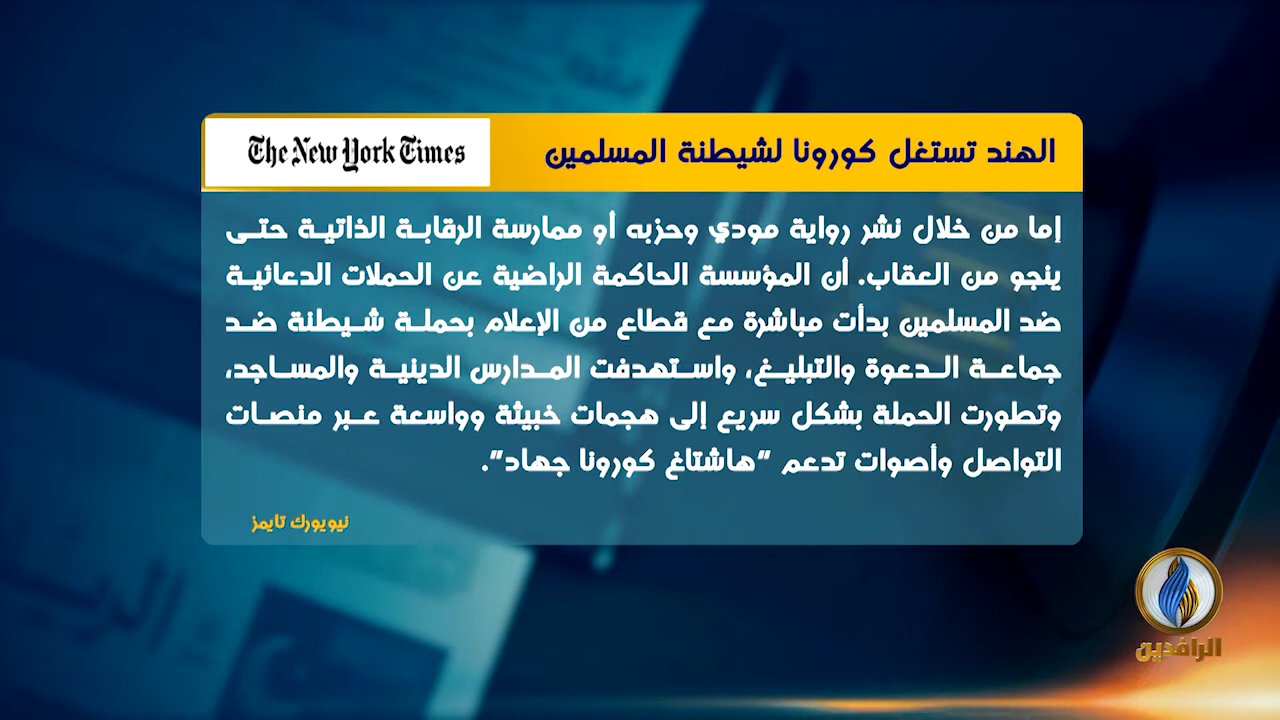 الهند تستغل كورونا لشيطنة المسلمين
The New York Times
إما من خلال نشر رواية مودي وحزبه أو ممارسة الرقابة الذاتية حتى
ينجو من العقاب. أن المؤسسة الحاكمة الراضية عن الحملات الدعائية
ضد المسلمين بدأت مباشرة مع قطاع من الإعلام بحملة شيطنة ضد
جماعة الدعوة والتبليغ، واستهدفت المدارس الدينية والمساجد،
وتطورت الحملة بشكل سريع إلى هجمات خبيثة وواسعة عبر منصات
التواصل وأصوات تدعم "هاشتاغ كورونا جهاد".
نيويورك تايمز
الرافدين